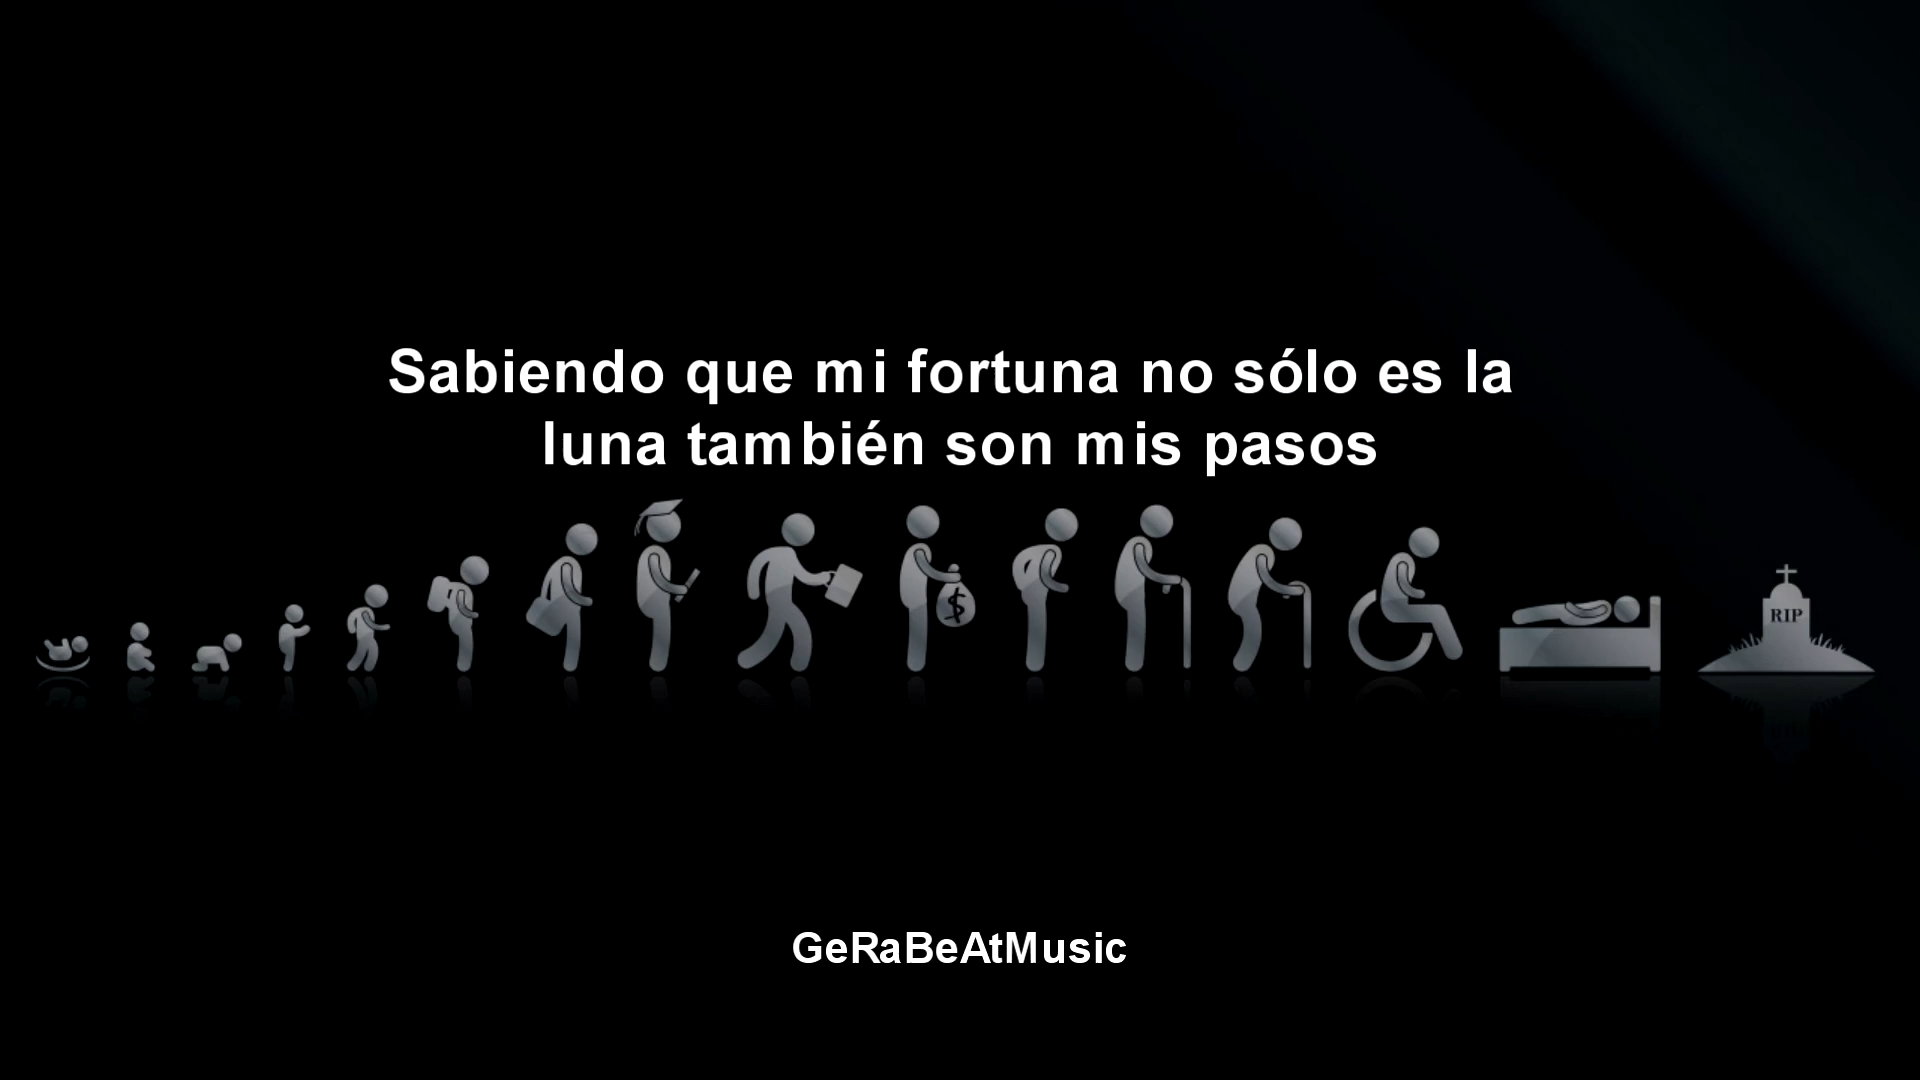 Sabiendo que mi fortuna no sólo es la
luna también son mis pasos
$
RIP
GeRaBeAtMusic